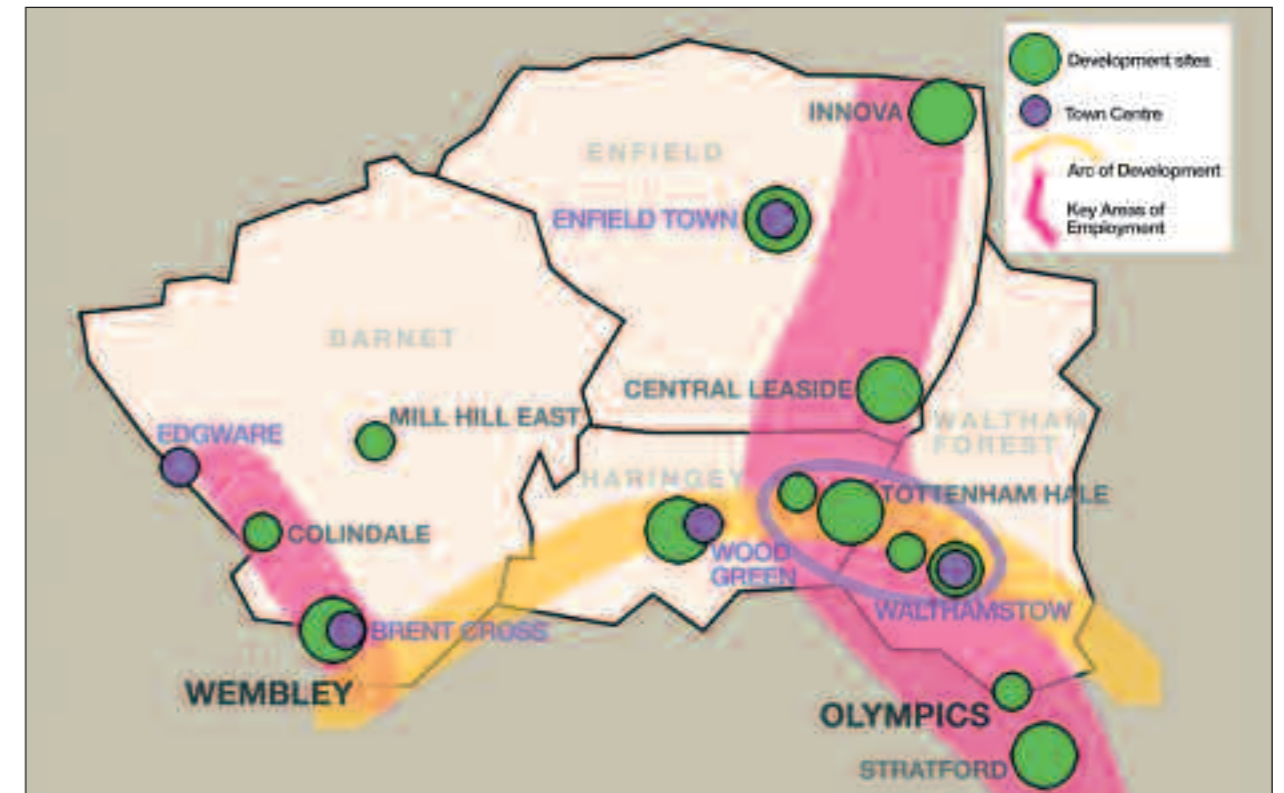 Development sites
INNOVA
Town Centre
ENFIELD
Arc of Development
ENFIELD TOWN
Key Areas of
Employment
BARNET
CENTRAL LEASIDE
MILL HILL EAST
WALTHAM
FOREST
EDGWARE
HARINGEY
TOTTENHAM HALE
COLINDALE
WOOD
GREEN
WALTHAMSTOW
BRENT CROSS
WEMBLEY
OLYMPICS
STRATFORD